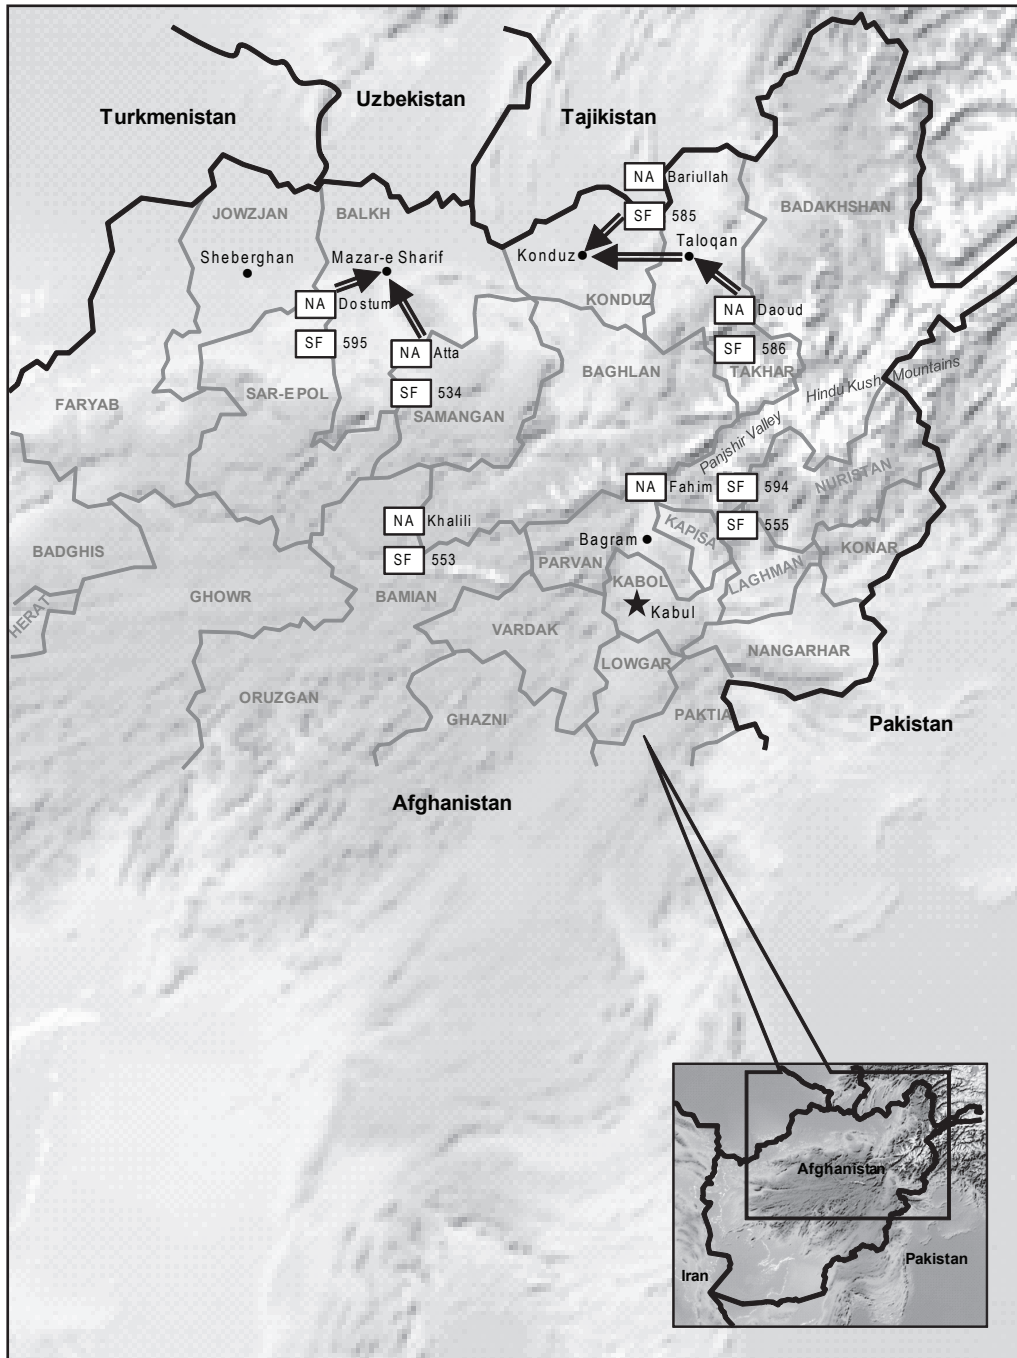 Uzbekistan
Turkmenistan
Tajikistan
NA Bariullah
SF 585
BADAKHSHAN
JOWZJAN
BALKH
Taloqan
Sheberghan
Mazar-e Sharif
Konduz
KONDUZ
NA Dostum
NA Daoud
SF 595
NA Atta
SF 586
TAKHAR
BAGHLAN
Hindu Kush Mountains
FARYAB
SAR-E POL
SF 534
SAMANGAN
Panjshir Valley
NURISTAN
NA Fahim
SF 594
NA Khalili
SF 555
KAPISA
BADGHIS
Bagram
KONAR
SF 553
PARVAN
KABOL
LAGHMAN
GHOWR
BAMIAN
HERAT
Kabul
VARDAK
NANGARHAR
LOWGAR
ORUZGAN
GHAZNI
PAKTIA
Pakistan
Afghanistan
Afghanistan
Pakistan
Iran